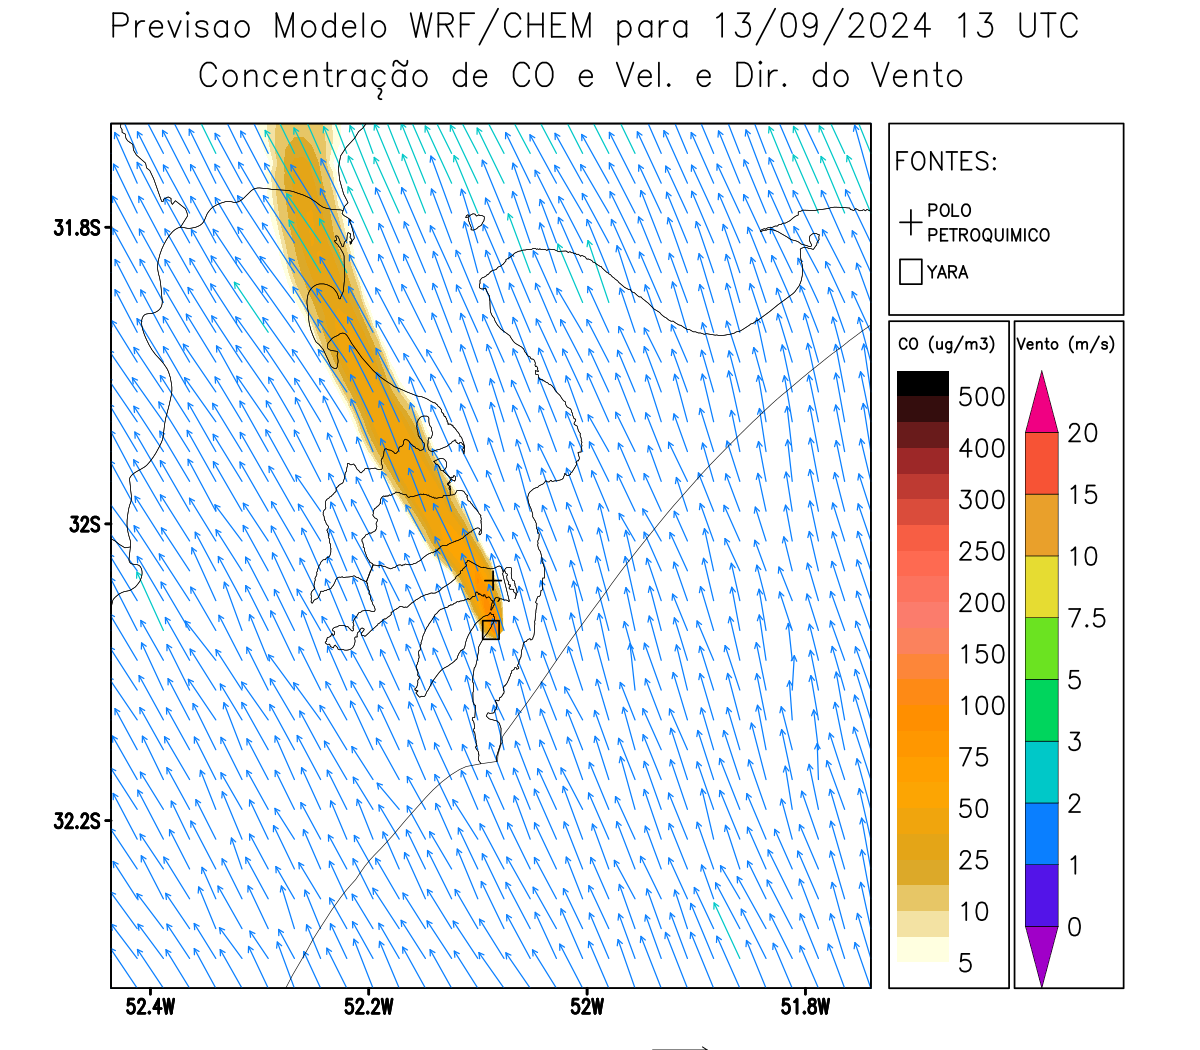 Previsao Modelo WRF/CHEM para 13/09/2024 13 UTC
Concentração de CO e Vel. e Dir. do Vento
FONTES:
POLO
PETROQUIMICO
YARA
CO (ug/m3)
500
400
300
250
200
150
100
75
50
25
10
5
Vento (m/s)
20
15
10
7.5
5
3
2
1
0
31.8S
32S
32.2S
52.4W
52.2W
52W
51.8W